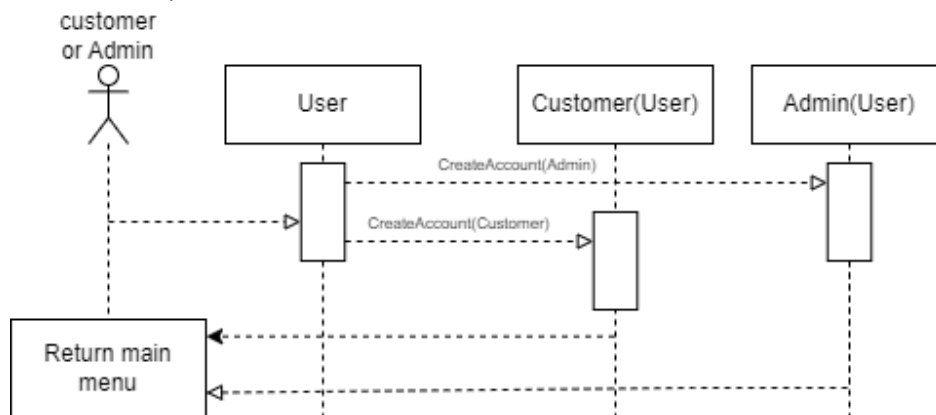 customer
or Admin
User
Customer(User)
Admin(User)
CreateAccount(Admin)
CreateAccount(Customer)
Return main
menu